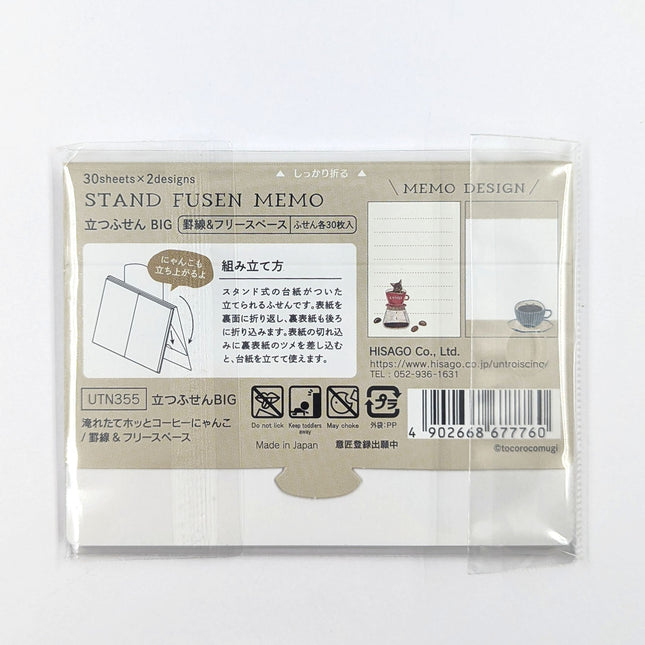 30sheets×2designs
▲ しっかり折る ▲
STAND FUSEN MEMO
立つふせん BIG 罫線&フリースペース ふせん各30枚入
\ MEMO DESIGN /
にゃんこも
立ち上がるよ
組み立て方
スタンド式の台紙がついた
立てられるふせんです。表紙を
裏面に折り返し、裏表紙も後ろ
に折り込みます。表紙の切れ込
みに裏表紙のツメを差し込む
と、台紙を立てて使えます。
HISAGO Co., Ltd.
https://www.hisago.co.jp/untroiscinq/
TEL : 052-936-1631
UTN355 立つふせんBIG
淹れたてホッとコーヒーにゃんこ
/罫線 & フリースペース
Do not lick
Keep toddlers away
May choke
プラ
外袋:PP
Made in Japan 意匠登録出願中
4 902668 677760
©tocorocomugi